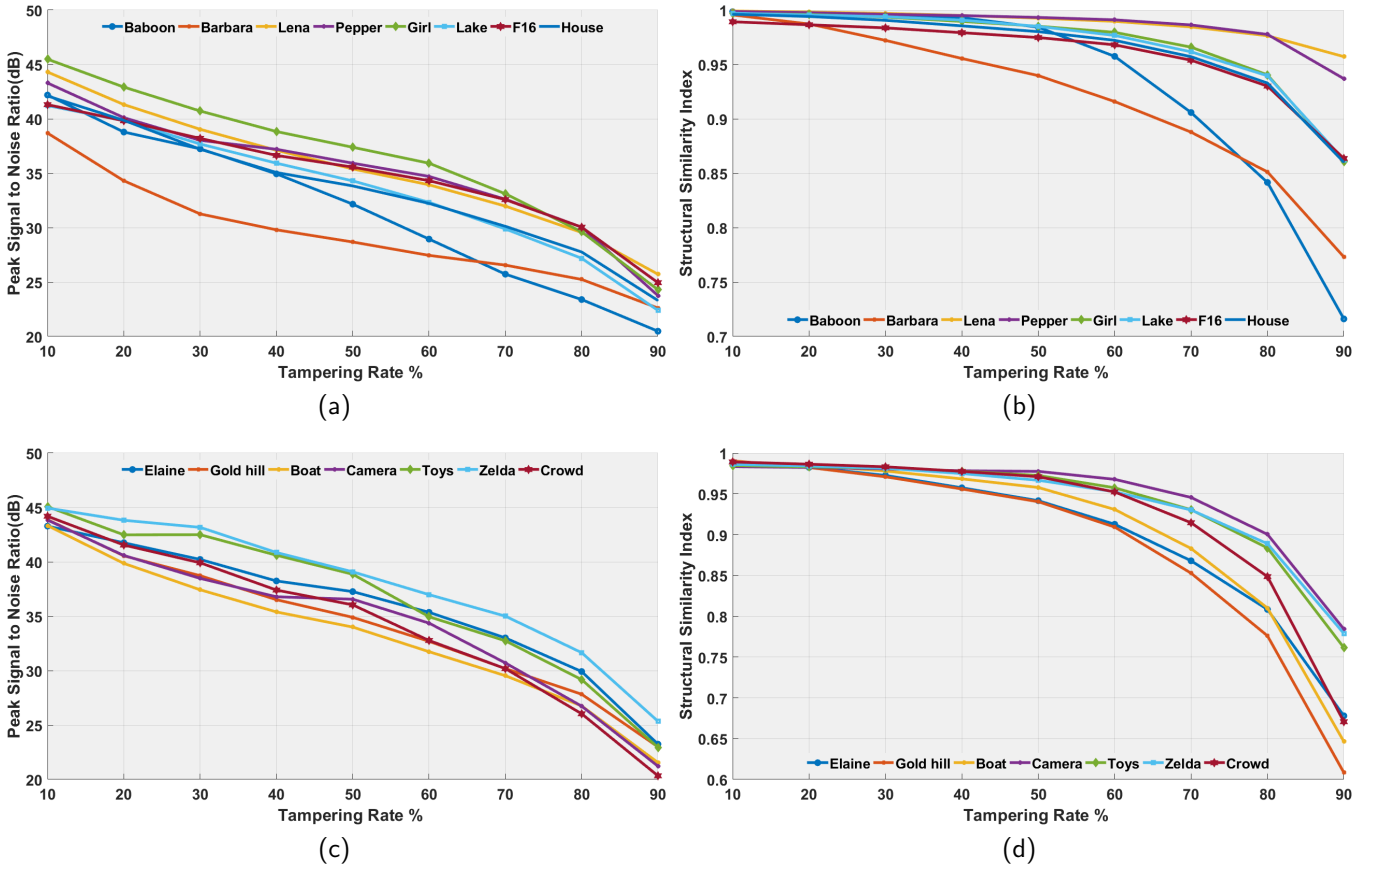 Peak Signal to Noise Ratio(dB)
50
45
40
35
30
25
20
Baboon Barbara Lena Pepper Girl Lake F16 House
10 20 30 40 50 60 70 80 90
Tampering Rate %
(a)
Structural Similarity Index
1
0.95
0.9
0.85
0.8
0.75
0.7
Baboon Barbara Lena Pepper Girl Lake F16 House
10 20 30 40 50 60 70 80 90
Tampering Rate %
(b)
Peak Signal to Noise Ratio(dB)
50
45
40
35
30
25
20
Elaine Gold hill Boat Camera Toys Zelda Crowd
10 20 30 40 50 60 70 80 90
Tampering Rate %
(c)
Structural Similarity Index
1
0.95
0.9
0.85
0.8
0.75
0.7
0.65
0.6
Elaine Gold hill Boat Camera Toys Zelda Crowd
10 20 30 40 50 60 70 80 90
Tampering Rate %
(d)